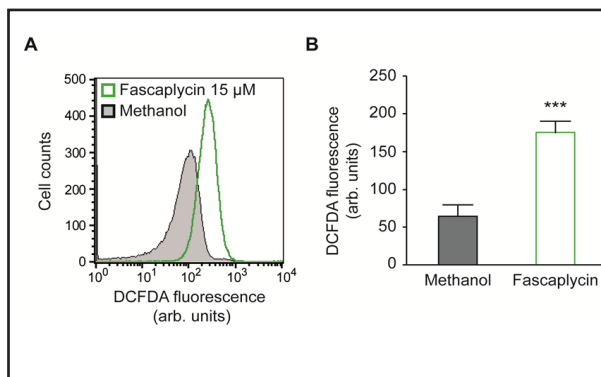 A
Fascaplycin 15 µM
Methanol
500
400
300
200
100
0
Cell counts
10⁰ 10¹ 10² 10³ 10⁴
DCFDA fluorescence
(arb. units)
B
250
200
150
100
50
0
DCFDA fluorescence
(arb. units)
***
Methanol Fascaplycin